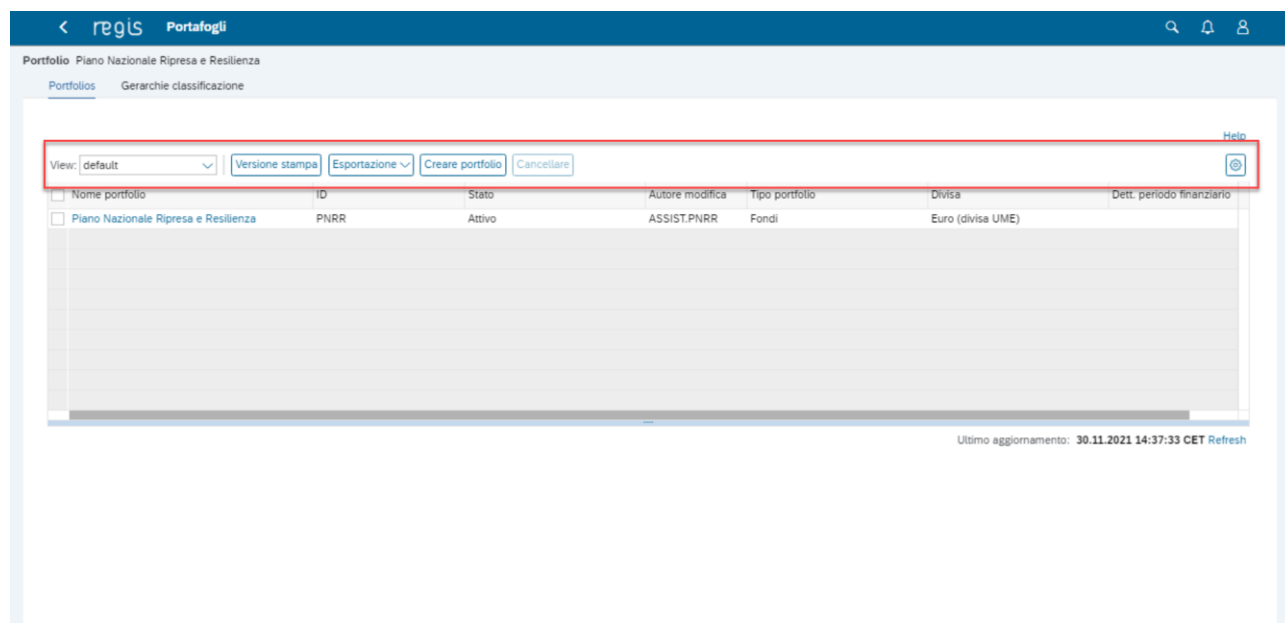 regis Portafogli
Portfolio Piano Nazionale Ripresa e Resilienza
Portfolios Gerarchie classificazione
Help
View: default Versione stampa Esportazione Creare portfolio Cancellare
Nome portfolio ID Stato Autore modifica Tipo portfolio Divisa Dett. periodo finanziario
Piano Nazionale Ripresa e Resilienza PNRR Attivo ASSIST.PNRR Fondi Euro (divisa UME)
Ultimo aggiornamento: 30.11.2021 14:37:33 CET Refresh